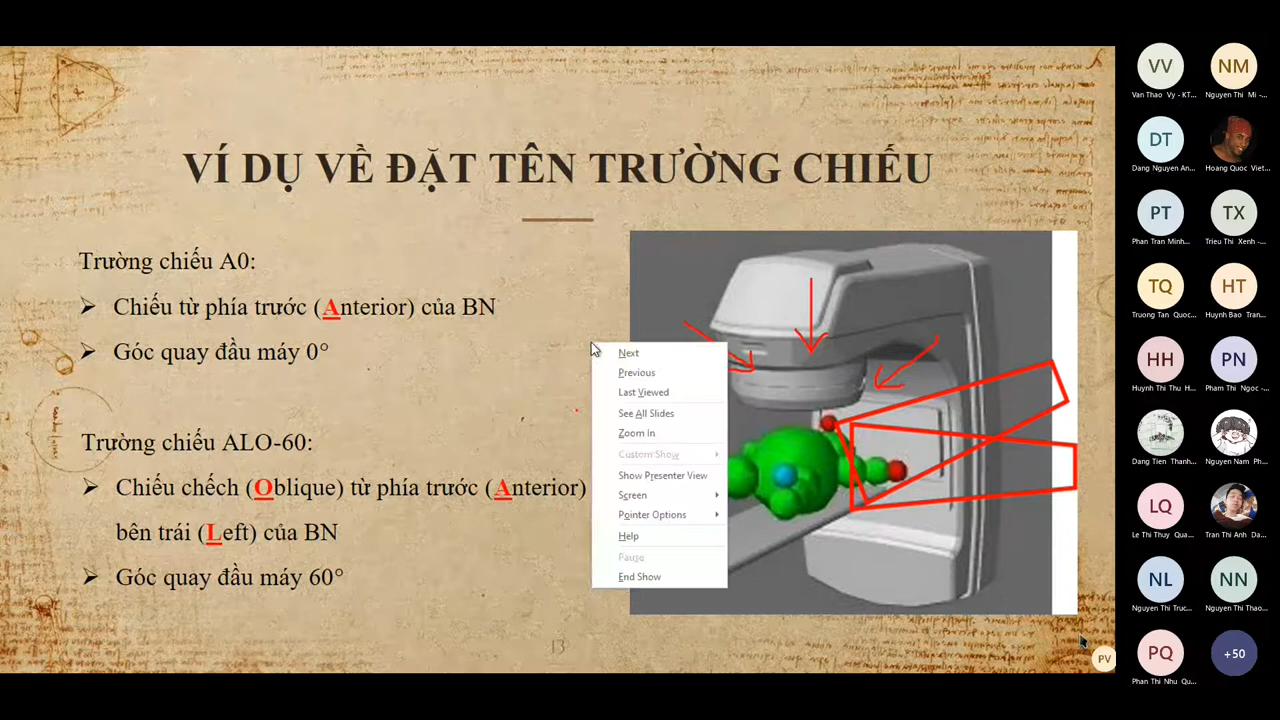 VÍ DỤ VỀ ĐẶT TÊN TRƯỜNG CHIẾU
Trường chiếu A0:
Chiếu từ phía trước (Anterior) của BN
Góc quay đầu máy 0°
Trường chiếu ALO-60:
Chiếu chếch (Oblique) từ phía trước (Anterior)
bên trái (Left) của BN
Góc quay đầu máy 60°
13
Next
Previous
Last Viewed
See All Slides
Zoom In
Custom Show
Show Presenter View
Screen
Pointer Options
Help
Pause
End Show
PV
VV
Van Thao Vy - KT...
NM
Nguyen Thi Mi -...
DT
Dang Nguyen An...
Hoang Quoc Viet...
PT
Phan Tran Minh...
TX
Trieu Thi Xenh -...
TQ
Truong Tan Quoc...
HT
Huynh Bao Tran...
HH
Huynh Thi Thu H...
PN
Pham Thi Ngoc -...
Dang Tien Thanh...
Nguyen Nam Ph...
LQ
Le Thi Thuy Qua...
Tran Thi Anh Da...
NL
Nguyen Thi Truc...
NN
Nguyen Thi Thao...
PQ
Phan Thi Nhu Qu...
+50